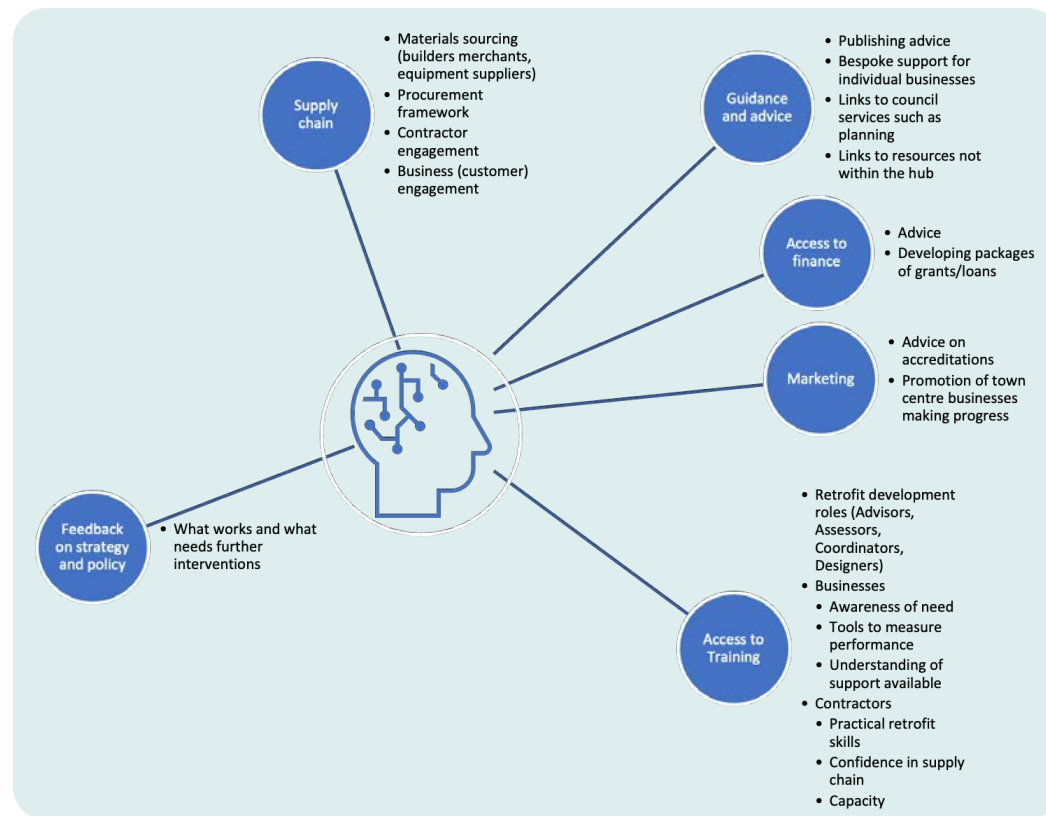 Supply
chain
• Materials sourcing
(builders merchants,
equipment suppliers)
• Procurement
framework
• Contractor
engagement
• Business (customer)
engagement
Guidance
and advice
• Publishing advice
• Bespoke support for
individual businesses
• Links to council
services such as
planning
• Links to resources not
within the hub
Access to
finance
• Advice
• Developing packages
of grants/loans
Marketing
• Advice on
accreditations
• Promotion of town
centre businesses
making progress
Feedback
on strategy
and policy
• What works and what
needs further
interventions
Access to
Training
• Retrofit development
roles (Advisors,
Assessors,
Coordinators,
Designers)
• Businesses
• Awareness of need
• Tools to measure
performance
• Understanding of
support available
• Contractors
• Practical retrofit
skills
• Confidence in supply
chain
• Capacity